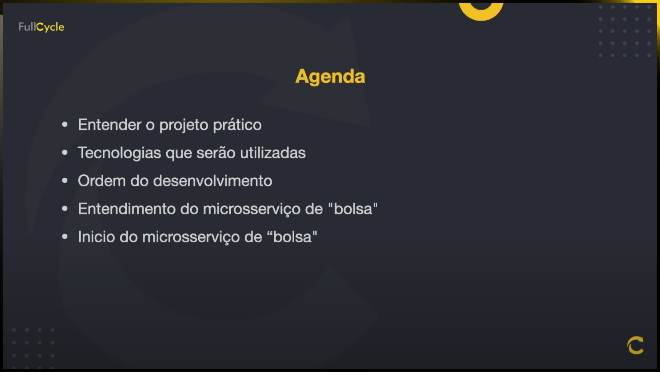 FullCycle
Agenda
• Entender o projeto prático
• Tecnologias que serão utilizadas
• Ordem do desenvolvimento
• Entendimento do microsserviço de "bolsa"
• Inicio do microsserviço de “bolsa"